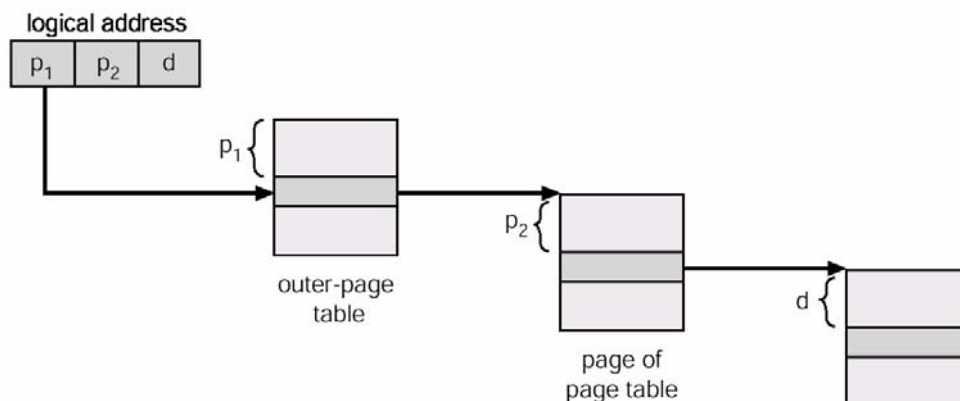 logical address
p₁ p₂ d
p₁
outer-page
table
p₂
page of
page table
d